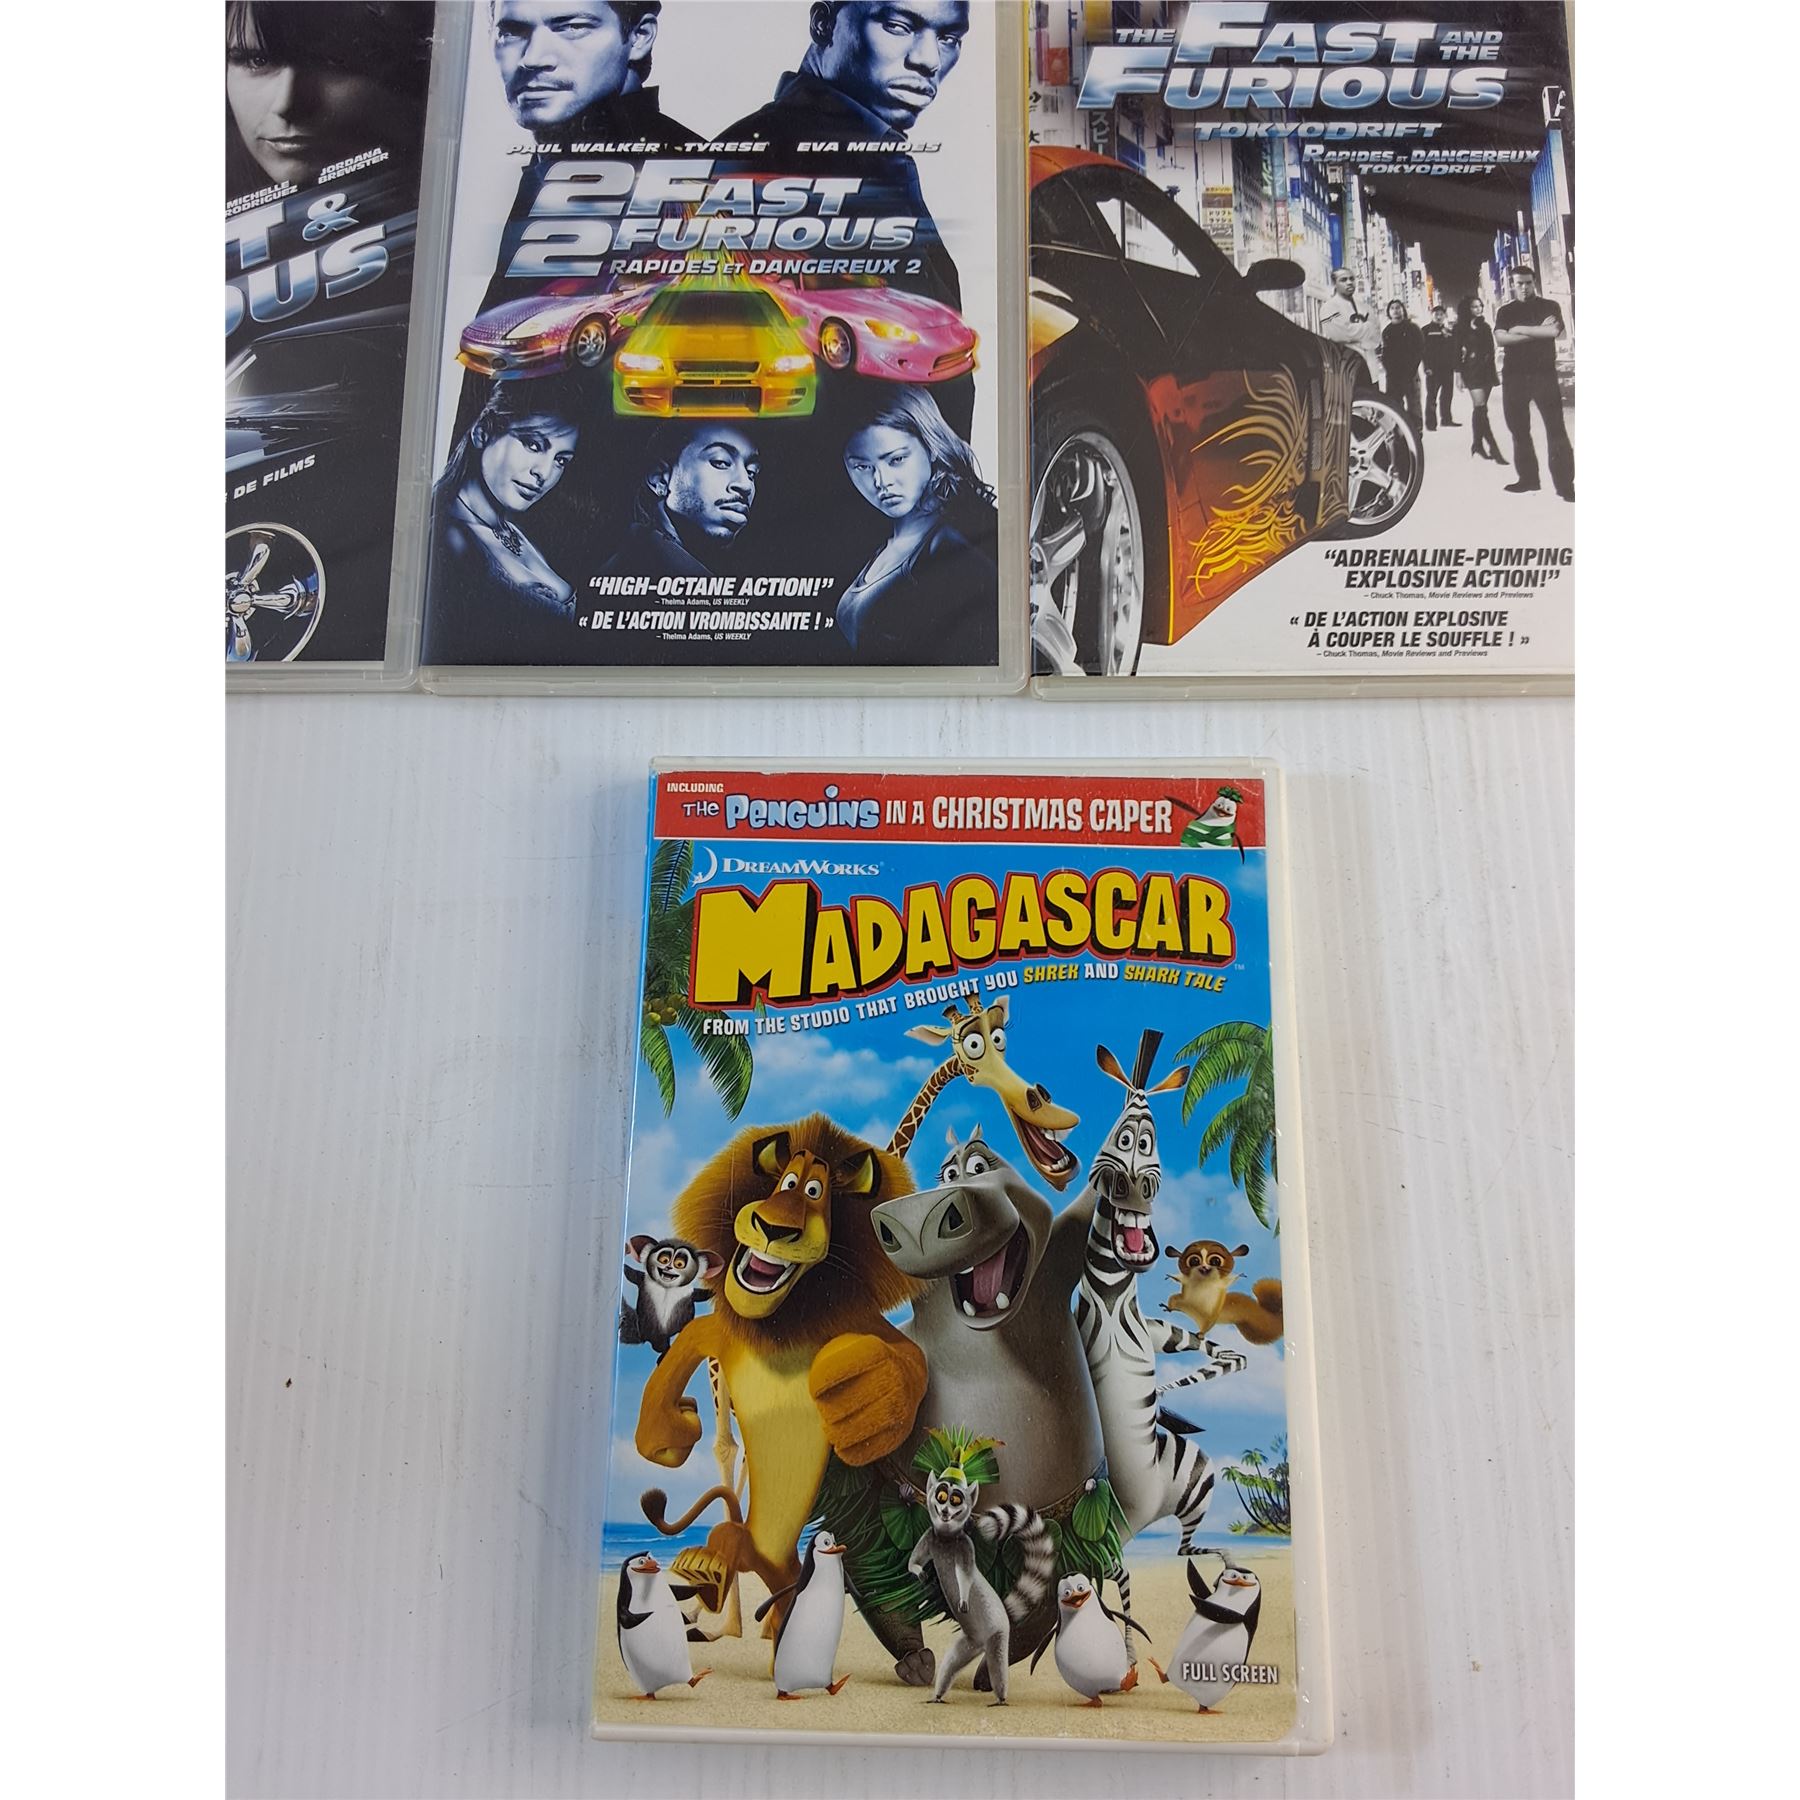 MICHELLE
RODRIGUEZ
JORDANA
BREWSTER
T &
OUS
DE FILMS
PAUL WALKER TYRESE EVA MENDES
2 FAST
2 FURIOUS
RAPIDES ET DANGEREUX 2
“HIGH-OCTANE ACTION!”
– Thelma Adams, US WEEKLY
« DE L'ACTION VROMBISSANTE ! »
– Thelma Adams, US WEEKLY
THE FAST AND THE
FURIOUS
TOKYO DRIFT
RAPIDES ET DANGEREUX
TOKYO DRIFT
“ADRENALINE-PUMPING
EXPLOSIVE ACTION!”
– Chuck Thomas, Movie Reviews and Previews
« DE L'ACTION EXPLOSIVE
À COUPER LE SOUFFLE ! »
– Chuck Thomas, Movie Reviews and Previews
INCLUDING
THE PENGUINS IN A CHRISTMAS CAPER
DREAMWORKS
MADAGASCAR™
FROM THE STUDIO THAT BROUGHT YOU SHREK AND SHARK TALE
FULL SCREEN